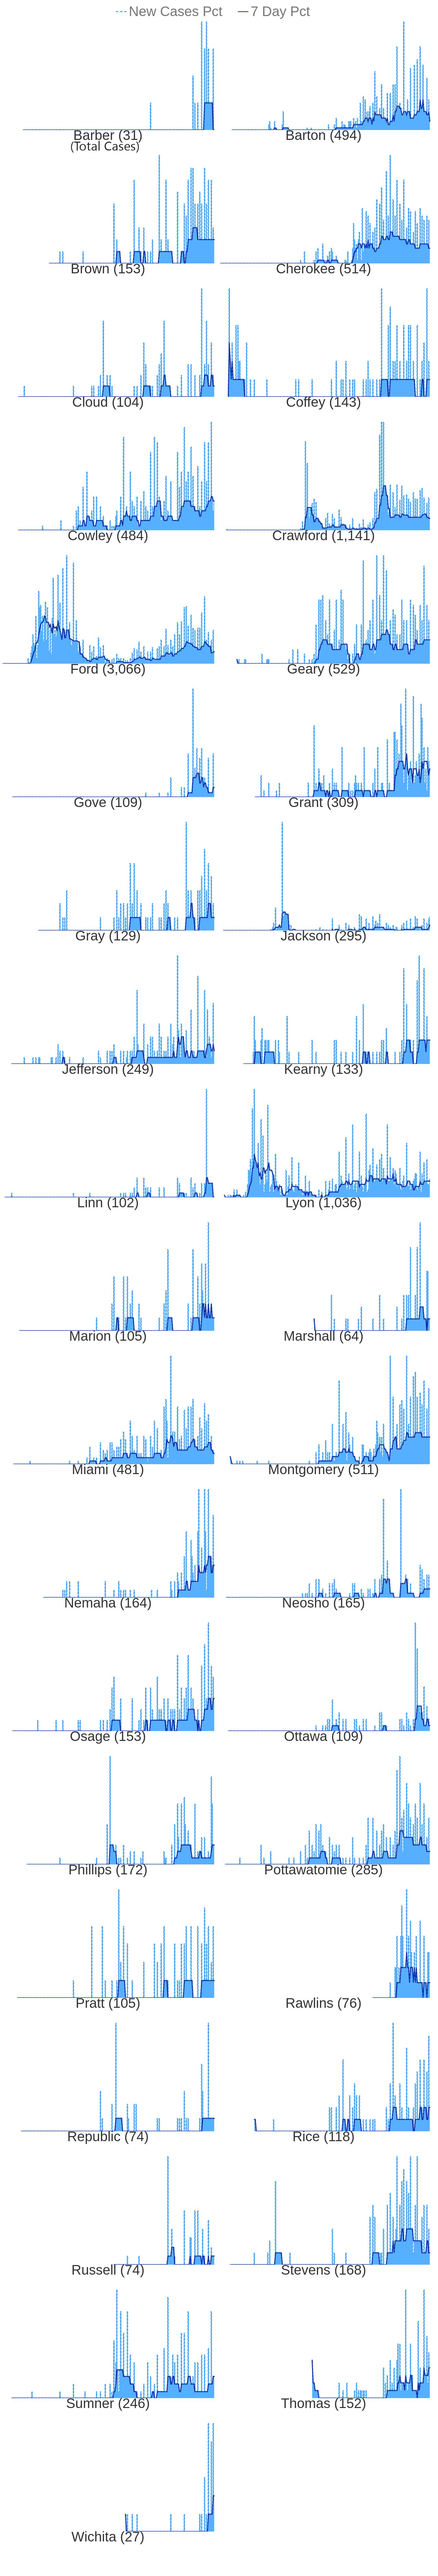 New Cases Pct 7 Day Pct
Barber (31) Barton (494)
(Total Cases)
Brown (153) Cherokee (514)
Cloud (104) Coffey (143)
Cowley (484) Crawford (1,141)
Ford (3,066) Geary (529)
Gove (109) Grant (309)
Gray (129) Jackson (295)
Jefferson (249) Kearny (133)
Linn (102) Lyon (1,036)
Marion (105) Marshall (64)
Miami (481) Montgomery (511)
Nemaha (164) Neosho (165)
Osage (153) Ottawa (109)
Phillips (172) Pottawatomie (285)
Pratt (105) Rawlins (76)
Republic (74) Rice (118)
Russell (74) Stevens (168)
Sumner (246) Thomas (152)
Wichita (27)